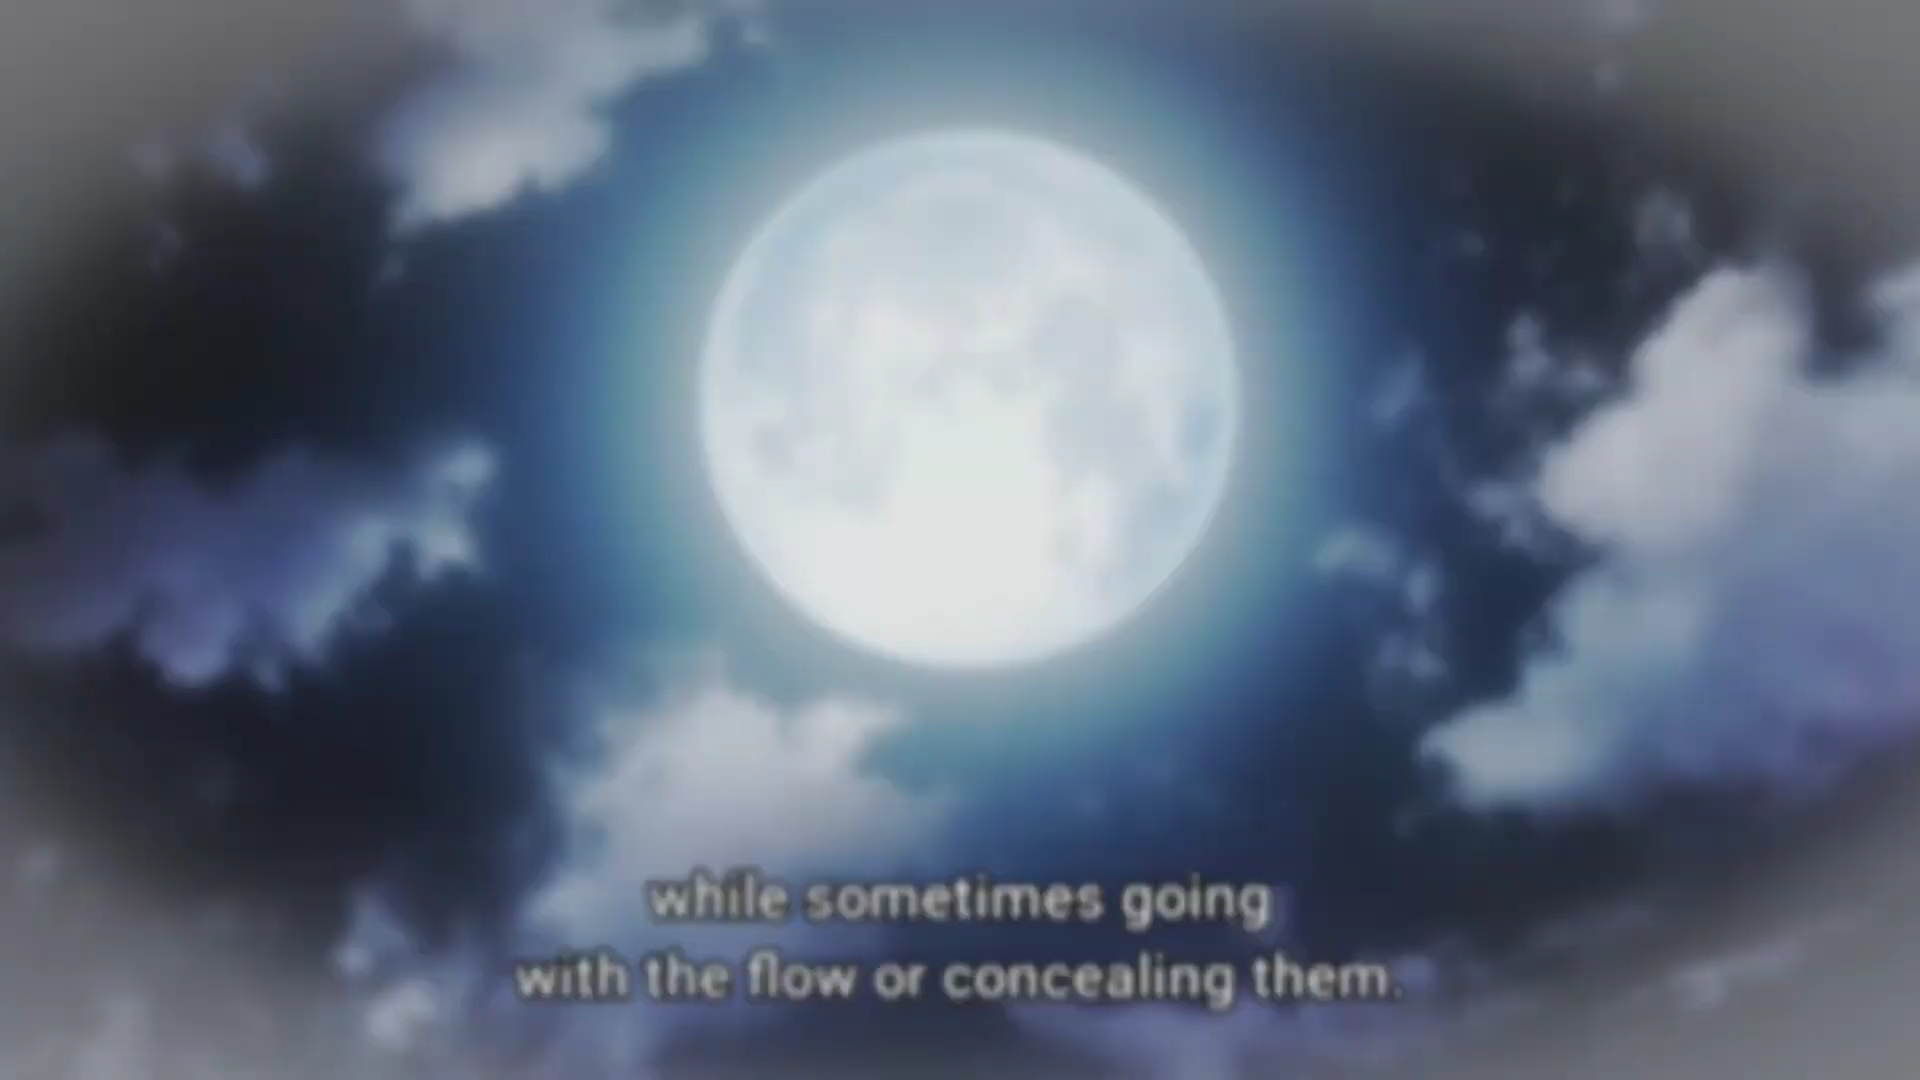 while sometimes going
with the flow or concealing them.